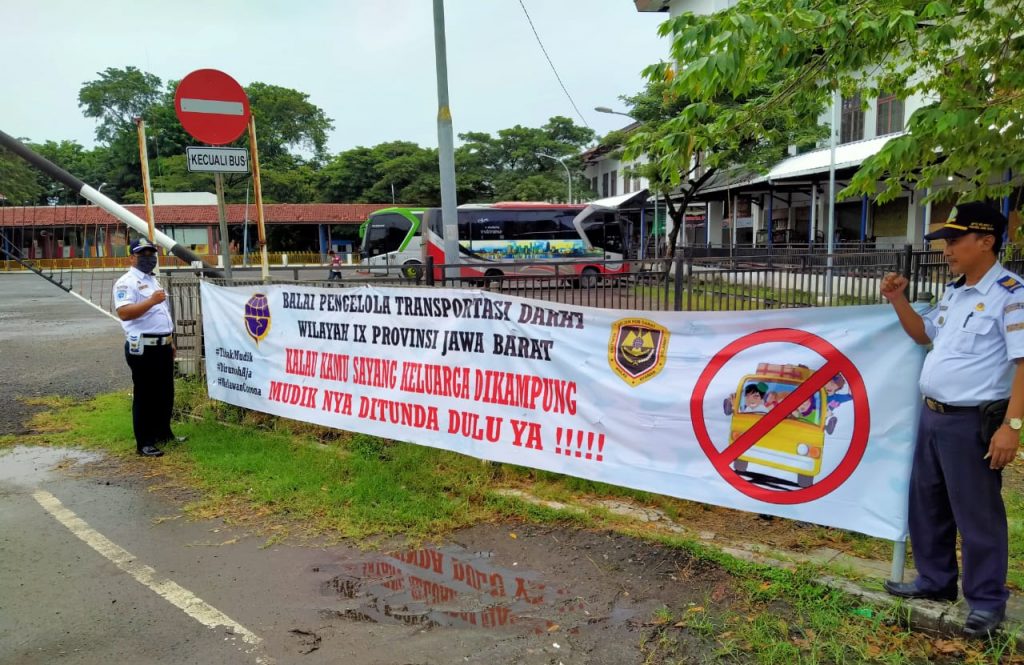 KECUALI BUS
BALAI PENGELOLA TRANSPORTASI DARAT
WILAYAH IX PROVINSI JAWA BARAT
KALAU KAMU SAYANG KELUARGA DIKAMPUNG
MUDIK NYA DITUNDA DULU YA !!!!!
#TidakMudik
#DirumahAja
#MelawanCorona